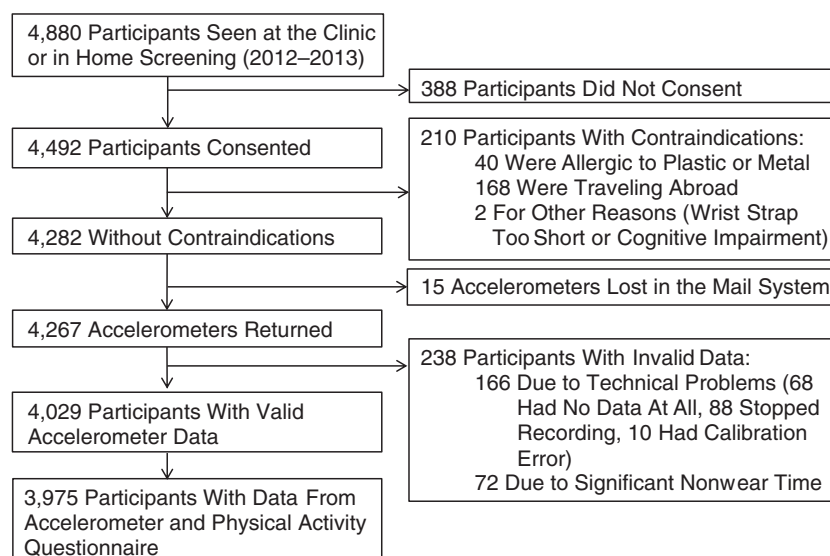 4,880 Participants Seen at the Clinic
or in Home Screening (2012–2013)
388 Participants Did Not Consent
4,492 Participants Consented
210 Participants With Contraindications:
40 Were Allergic to Plastic or Metal
168 Were Traveling Abroad
2 For Other Reasons (Wrist Strap
Too Short or Cognitive Impairment)
4,282 Without Contraindications
15 Accelerometers Lost in the Mail System
4,267 Accelerometers Returned
238 Participants With Invalid Data:
166 Due to Technical Problems (68
Had No Data At All, 88 Stopped
Recording, 10 Had Calibration
Error)
72 Due to Significant Nonwear Time
4,029 Participants With Valid
Accelerometer Data
3,975 Participants With Data From
Accelerometer and Physical Activity
Questionnaire